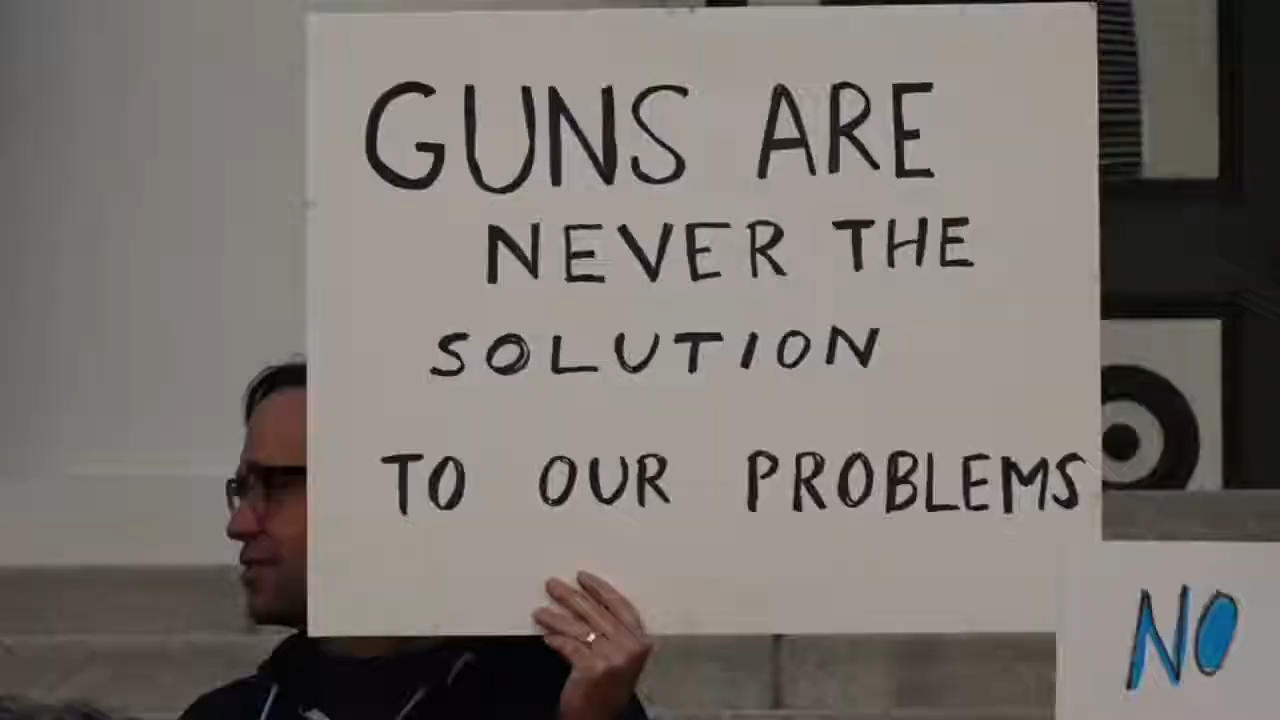 GUNS ARE
NEVER THE
SOLUTION
TO OUR PROBLEMS
NO